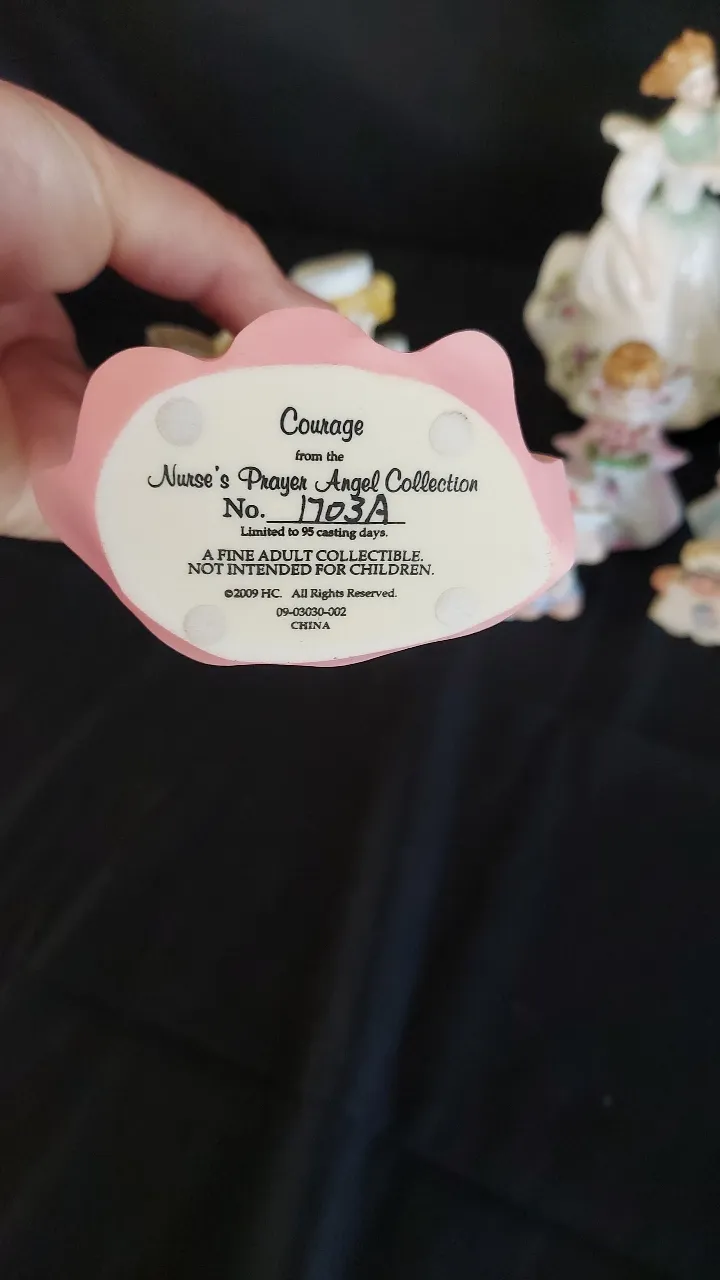 Courage
from the
Nurse's Prayer Angel Collection
No. 1703A
Limited to 95 casting days.
A FINE ADULT COLLECTIBLE.
NOT INTENDED FOR CHILDREN.
©2009 HC. All Rights Reserved.
09-03030-002
CHINA